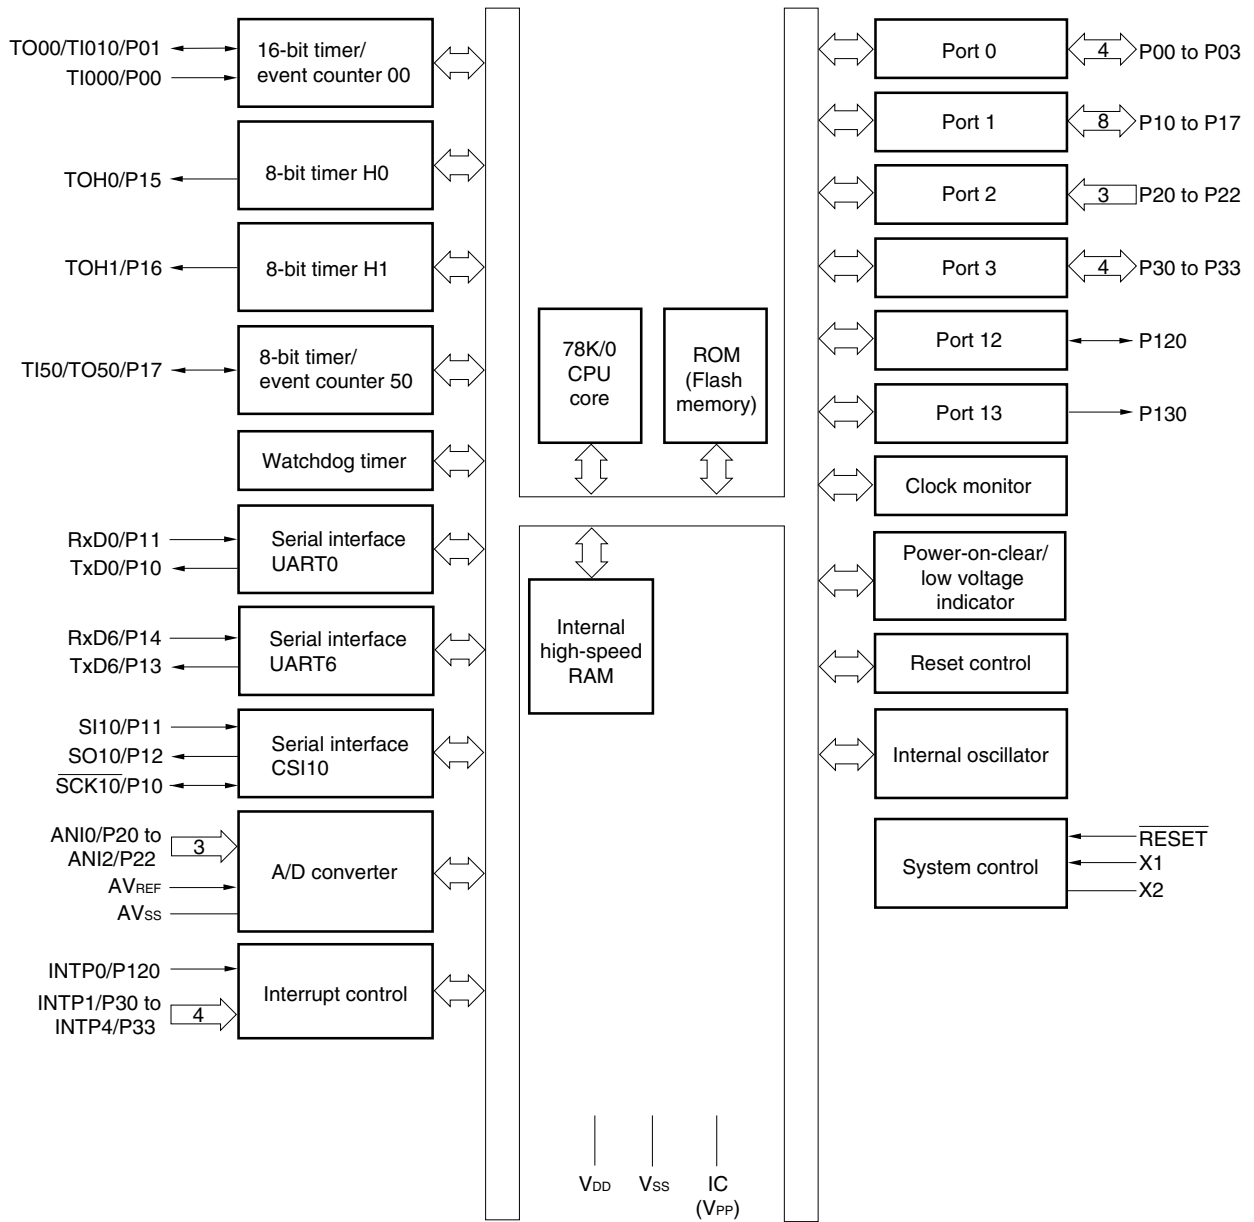 TO00/TI010/P01
TI000/P00
16-bit timer/
event counter 00
TOH0/P15
8-bit timer H0
TOH1/P16
8-bit timer H1
TI50/TO50/P17
8-bit timer/
event counter 50
Watchdog timer
RxD0/P11
TxD0/P10
Serial interface
UART0
RxD6/P14
TxD6/P13
Serial interface
UART6
SI10/P11
SO10/P12
SCK10/P10
Serial interface
CSI10
ANI0/P20 to
ANI2/P22
3
AVREF
AVSS
A/D converter
INTP0/P120
INTP1/P30 to
INTP4/P33
4
Interrupt control
78K/0
CPU
core
ROM
(Flash
memory)
Internal
high-speed
RAM
VDD
VSS
IC
(VPP)
Port 0
4
P00 to P03
Port 1
8
P10 to P17
Port 2
3
P20 to P22
Port 3
4
P30 to P33
Port 12
P120
Port 13
P130
Clock monitor
Power-on-clear/
low voltage
indicator
Reset control
Internal oscillator
System control
RESET
X1
X2